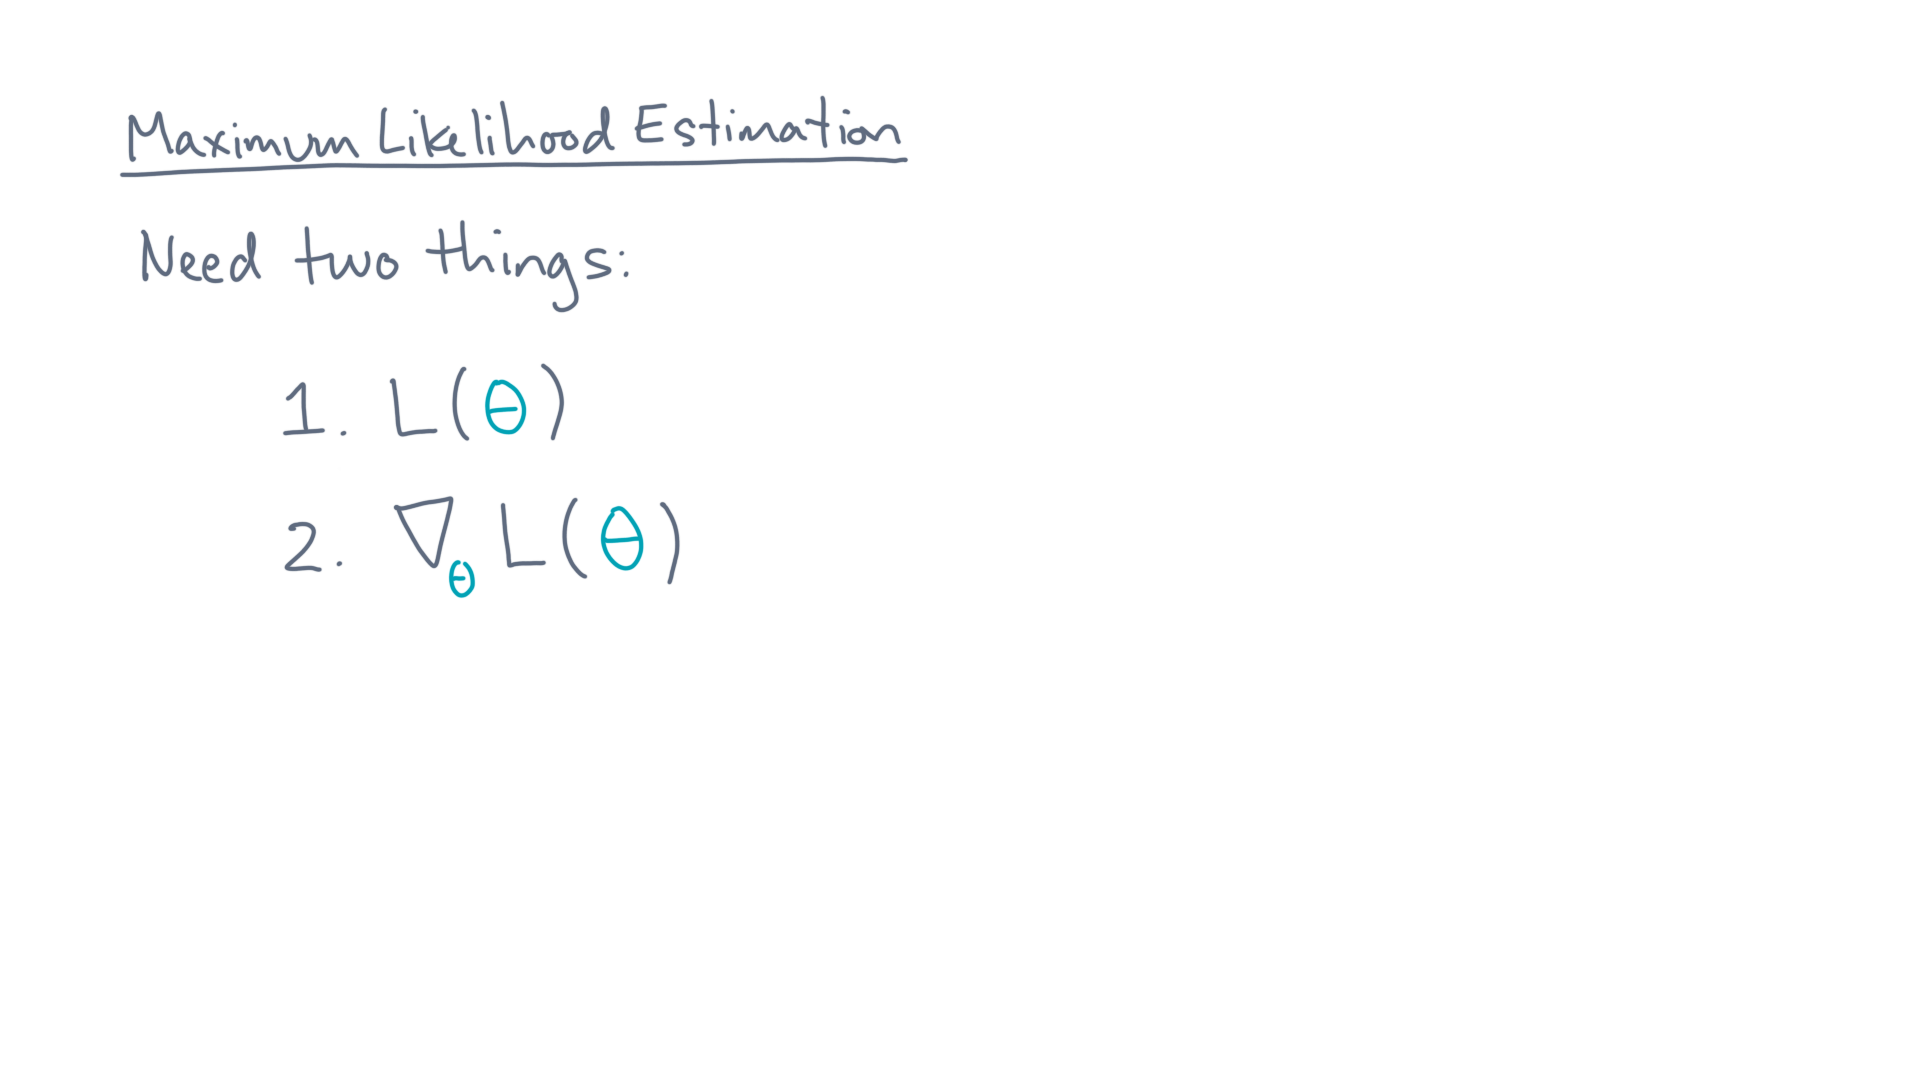 Maximum Likelihood Estimation
Need two things:
1. L(θ)
2. ∇θ L(θ)